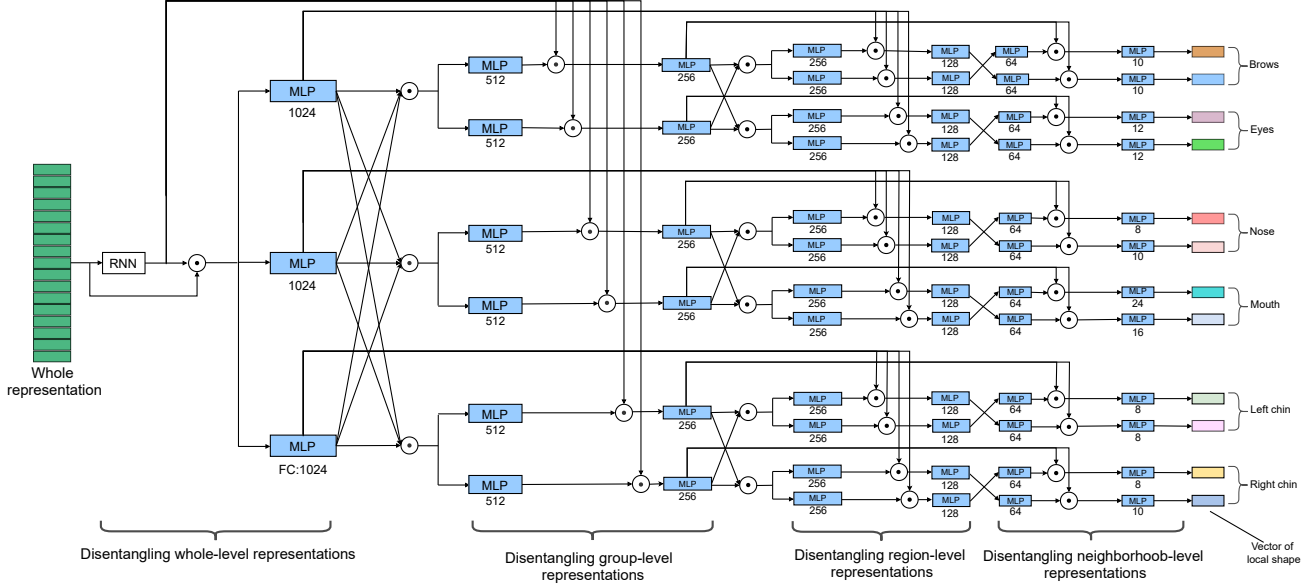 MLP MLP MLP MLP
256 128 64 10
MLP MLP
512 256
Brows
MLP MLP MLP MLP
256 128 64 10
MLP
1024
MLP MLP MLP MLP
256 128 64 12
MLP MLP
512 256
Eyes
MLP MLP MLP MLP
256 128 64 12
MLP MLP MLP MLP
256 128 64 8
MLP MLP
512 256
Nose
MLP MLP MLP MLP
256 128 64 10
RNN
MLP
1024
MLP MLP MLP MLP
256 128 64 24
MLP MLP
512 256
Mouth
MLP MLP MLP MLP
256 128 64 16
Whole
representation
MLP MLP MLP MLP
256 128 64 8
MLP MLP
512 256
Left chin
MLP MLP MLP MLP
256 128 64 8
MLP
FC:1024
MLP MLP MLP MLP
256 128 64 8
MLP MLP
512 256
Right chin
MLP MLP MLP MLP
256 128 64 10
Disentangling whole-level representations
Disentangling group-level
representations
Disentangling region-level
representations
Disentangling neighborhoob-level
representations
Vector of
local shape